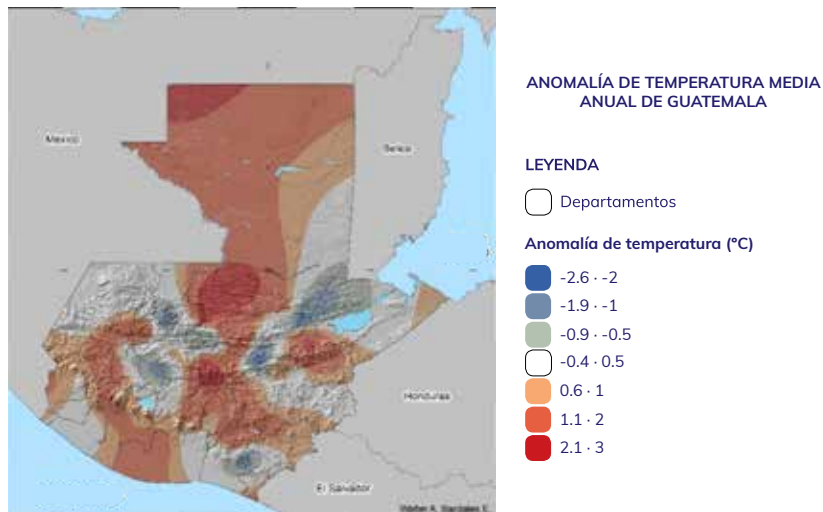 México
Belice
Honduras
El Salvador
ANOMALÍA DE TEMPERATURA MEDIA
ANUAL DE GUATEMALA
LEYENDA
Departamentos
Anomalía de temperatura (ºC)
-2.6 · -2
-1.9 · -1
-0.9 · -0.5
-0.4 · 0.5
0.6 · 1
1.1 · 2
2.1 · 3